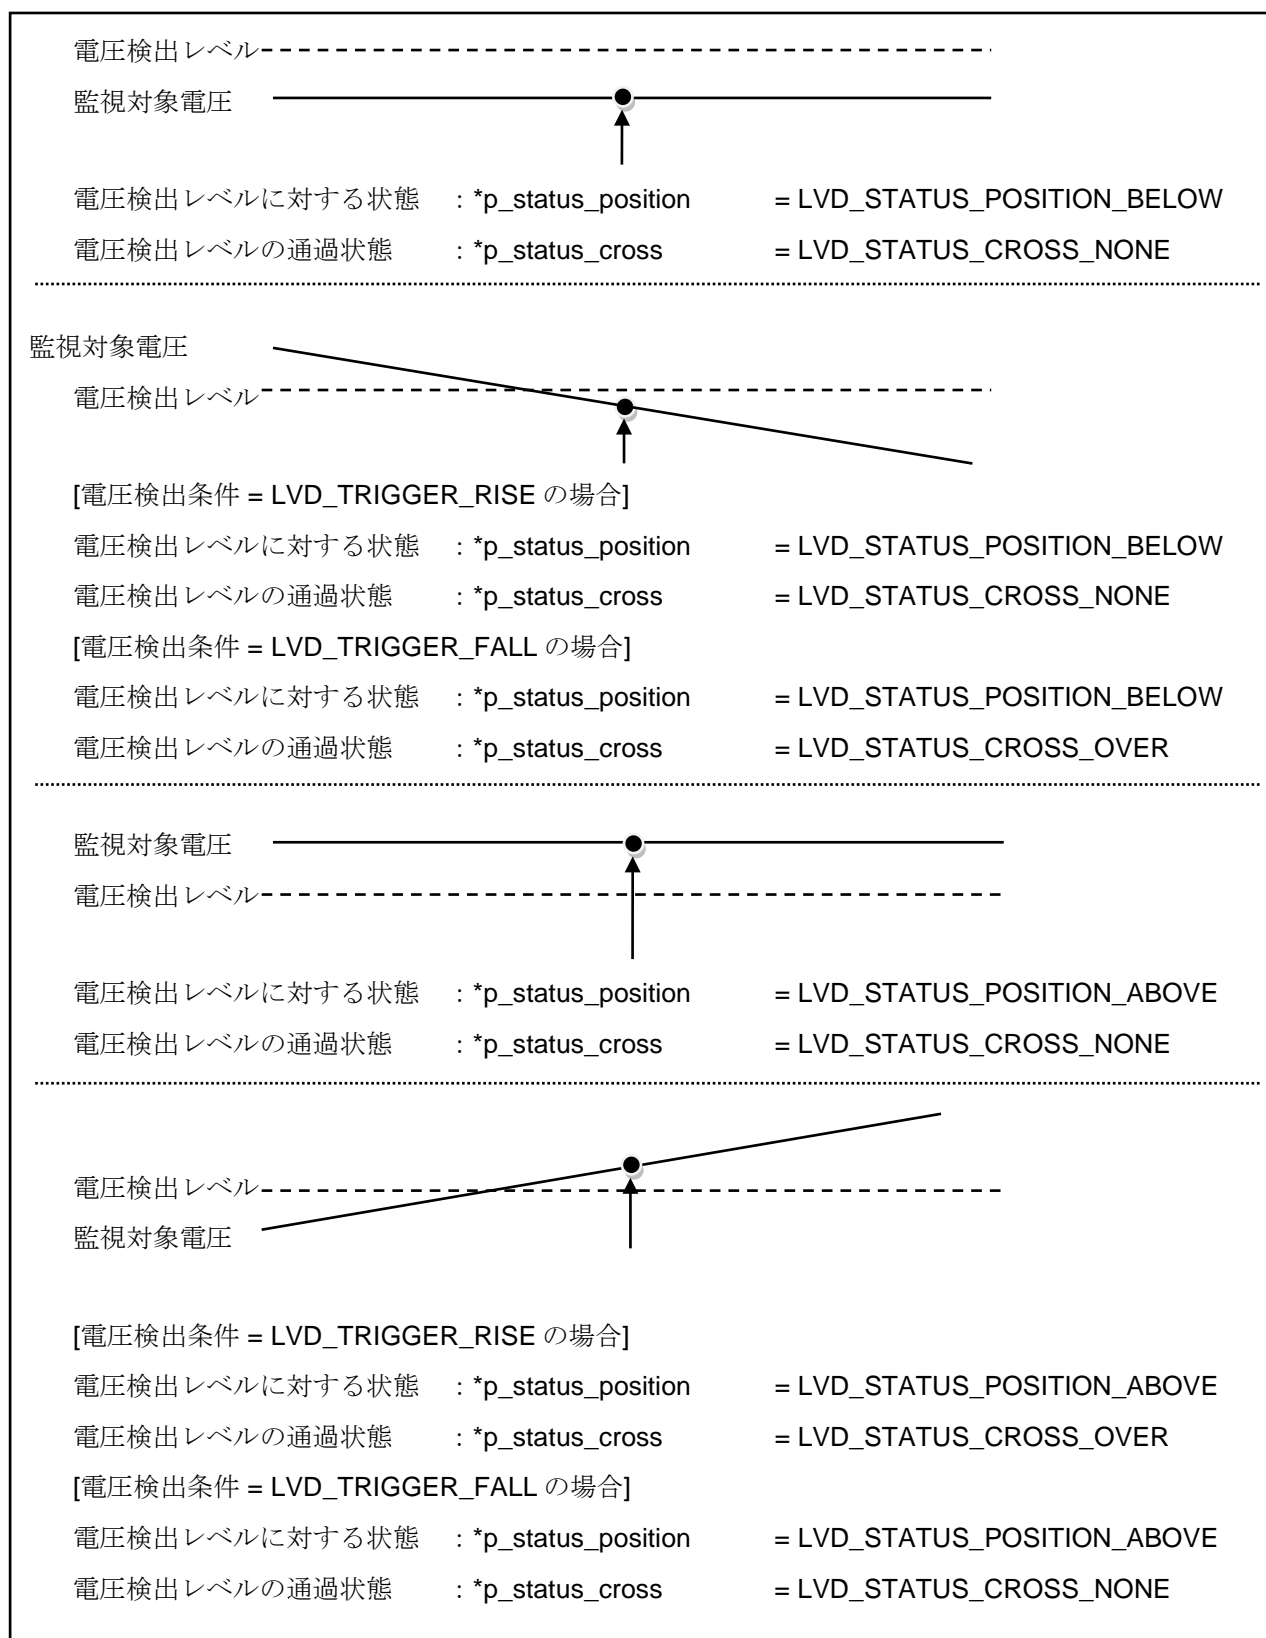 電圧検出レベル
監視対象電圧
電圧検出レベルに対する状態 : *p_status_position = LVD_STATUS_POSITION_BELOW
電圧検出レベルの通過状態 : *p_status_cross = LVD_STATUS_CROSS_NONE
監視対象電圧
電圧検出レベル
[電圧検出条件 = LVD_TRIGGER_RISE の場合]
電圧検出レベルに対する状態 : *p_status_position = LVD_STATUS_POSITION_BELOW
電圧検出レベルの通過状態 : *p_status_cross = LVD_STATUS_CROSS_NONE
[電圧検出条件 = LVD_TRIGGER_FALL の場合]
電圧検出レベルに対する状態 : *p_status_position = LVD_STATUS_POSITION_BELOW
電圧検出レベルの通過状態 : *p_status_cross = LVD_STATUS_CROSS_OVER
監視対象電圧
電圧検出レベル
電圧検出レベルに対する状態 : *p_status_position = LVD_STATUS_POSITION_ABOVE
電圧検出レベルの通過状態 : *p_status_cross = LVD_STATUS_CROSS_NONE
電圧検出レベル
監視対象電圧
[電圧検出条件 = LVD_TRIGGER_RISE の場合]
電圧検出レベルに対する状態 : *p_status_position = LVD_STATUS_POSITION_ABOVE
電圧検出レベルの通過状態 : *p_status_cross = LVD_STATUS_CROSS_OVER
[電圧検出条件 = LVD_TRIGGER_FALL の場合]
電圧検出レベルに対する状態 : *p_status_position = LVD_STATUS_POSITION_ABOVE
電圧検出レベルの通過状態 : *p_status_cross = LVD_STATUS_CROSS_NONE